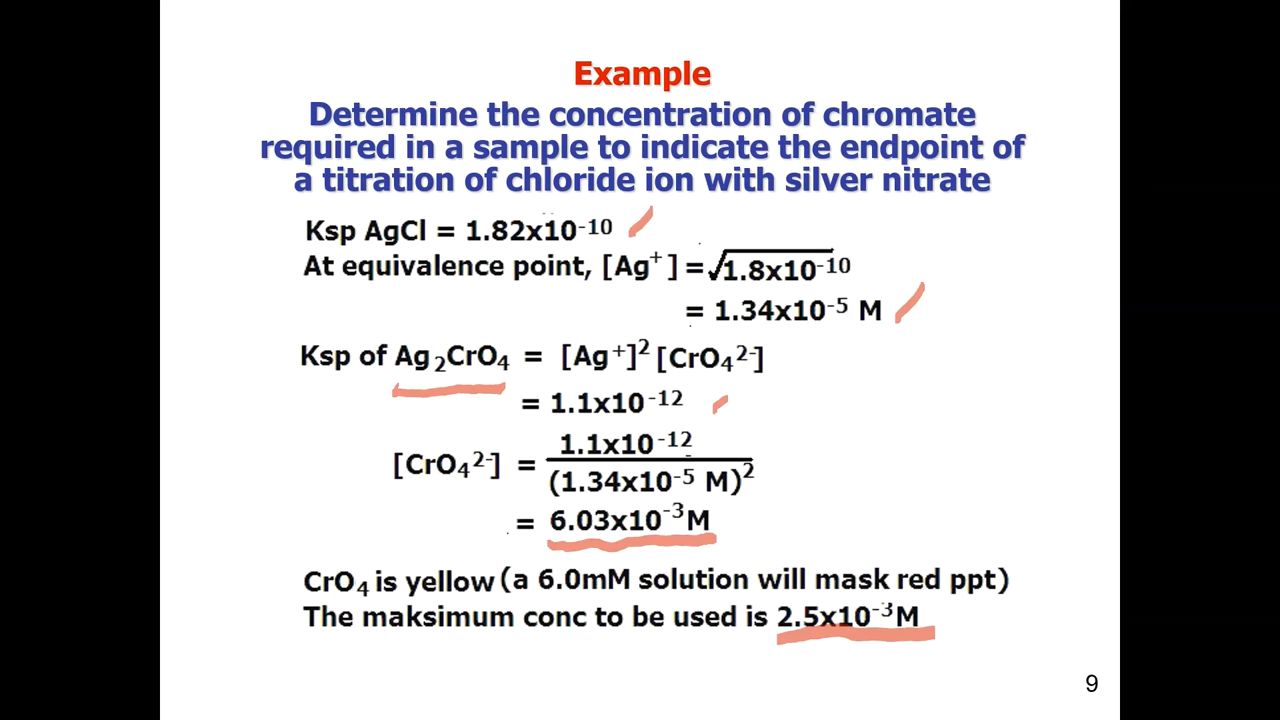 Example
Determine the concentration of chromate
required in a sample to indicate the endpoint of
a titration of chloride ion with silver nitrate
Ksp AgCl = 1.82x10⁻¹⁰
At equivalence point, [Ag⁺] = √1.8x10⁻¹⁰
= 1.34x10⁻⁵ M
Ksp of Ag₂CrO₄ = [Ag⁺]² [CrO₄²⁻]
= 1.1x10⁻¹²
[CrO₄²⁻] = 1.1x10⁻¹² / (1.34x10⁻⁵ M)²
= 6.03x10⁻³M
CrO₄ is yellow (a 6.0mM solution will mask red ppt)
The maksimum conc to be used is 2.5x10⁻³M
9